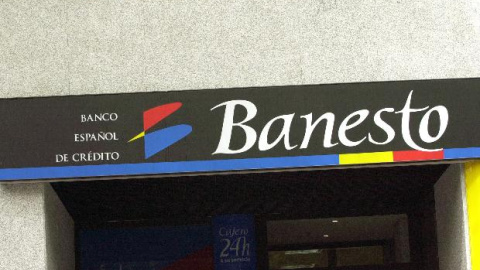 BANCO
ESPAÑOL
DE CRÉDITO
Banesto
Cajero
24h